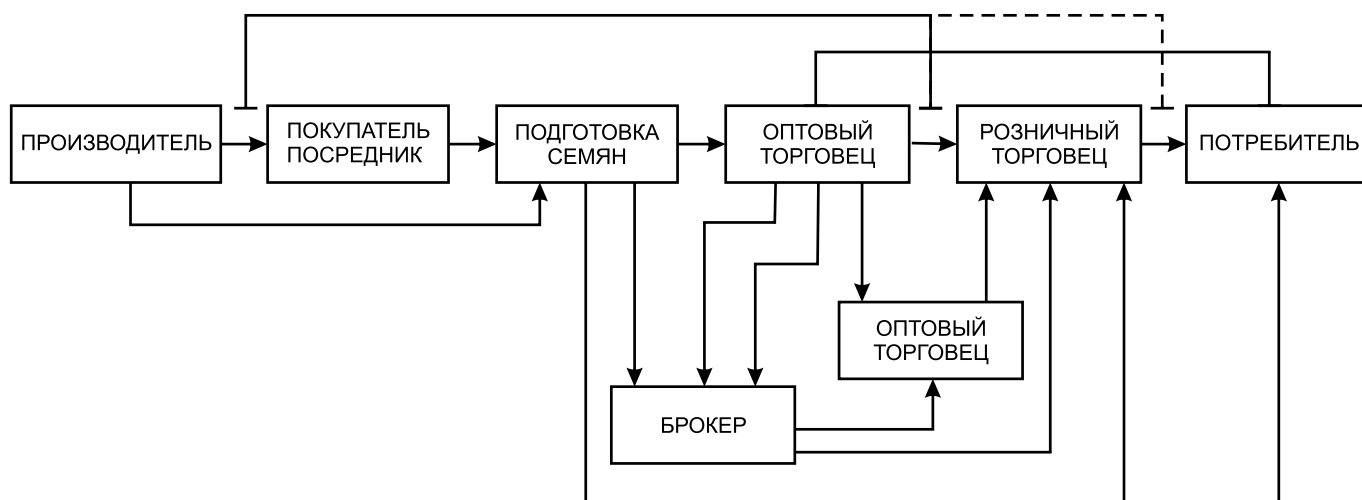 ПРОИЗВОДИТЕЛЬ
ПОКУПАТЕЛЬ
ПОСРЕДНИК
ПОДГОТОВКА
СЕМЯН
ОПТОВЫЙ
ТОРГОВЕЦ
РОЗНИЧНЫЙ
ТОРГОВЕЦ
ПОТРЕБИТЕЛЬ
ОПТОВЫЙ
ТОРГОВЕЦ
БРОКЕР